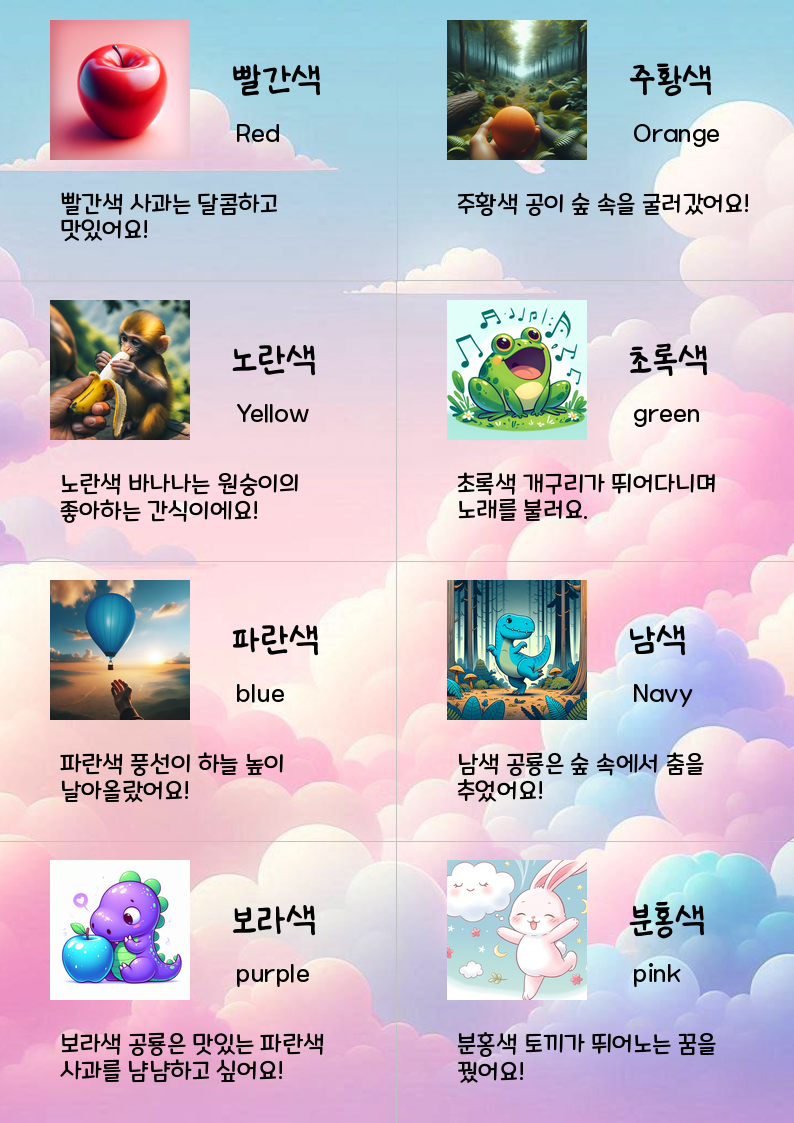 빨간색
Red
빨간색 사과는 달콤하고
맛있어요!
주황색
Orange
주황색 공이 숲 속을 굴러갔어요!
노란색
Yellow
노란색 바나나는 원숭이의
좋아하는 간식이에요!
초록색
green
초록색 개구리가 뛰어다니며
노래를 불러요.
파란색
blue
파란색 풍선이 하늘 높이
날아올랐어요!
남색
Navy
남색 공룡은 숲 속에서 춤을
추었어요!
보라색
purple
보라색 공룡은 맛있는 파란색
사과를 냠냠하고 싶어요!
분홍색
pink
분홍색 토끼가 뛰어노는 꿈을
꿨어요!